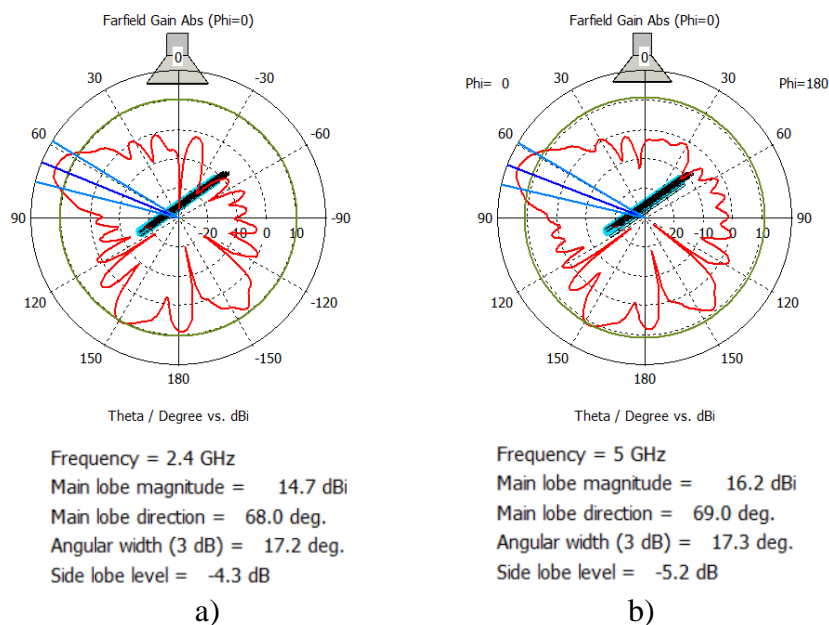 Farfield Gain Abs (Phi=0)
0
30
-30
60
-60
90
-20
-10
0
10
-90
120
-120
150
-150
180
Theta / Degree vs. dBi
Frequency = 2.4 GHz
Main lobe magnitude = 14.7 dBi
Main lobe direction = 68.0 deg.
Angular width (3 dB) = 17.2 deg.
Side lobe level = -4.3 dB
a)
Farfield Gain Abs (Phi=0)
0
Phi= 0
30
30
Phi=180
60
60
90
-20
-10
0
10
90
120
120
150
150
180
Theta / Degree vs. dBi
Frequency = 5 GHz
Main lobe magnitude = 16.2 dBi
Main lobe direction = 69.0 deg.
Angular width (3 dB) = 17.3 deg.
Side lobe level = -5.2 dB
b)